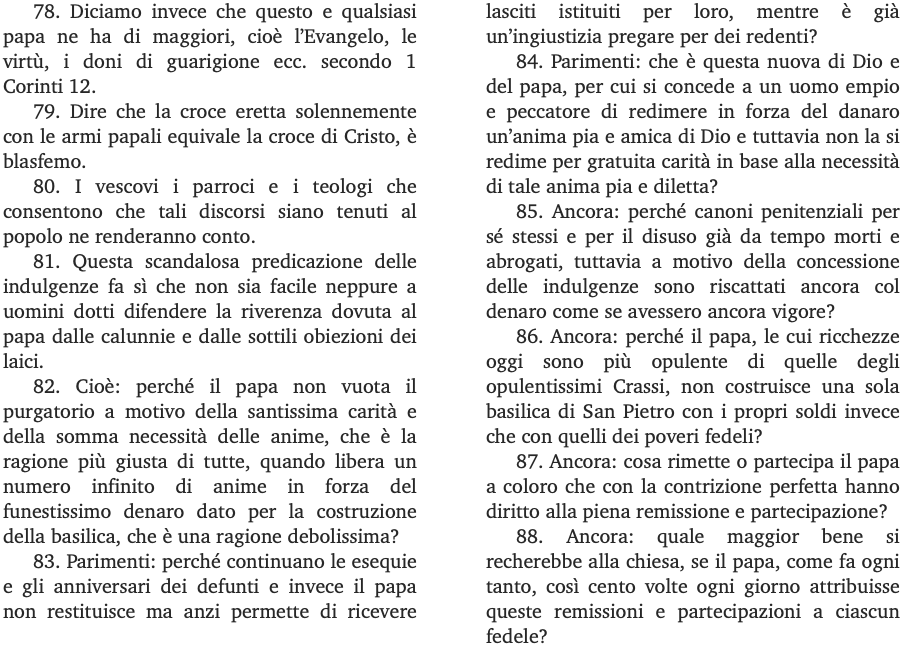 78. Diciamo invece che questo e qualsiasi
papa ne ha di maggiori, cioè l’Evangelo, le
virtù, i doni di guarigione ecc. secondo 1
Corinti 12.
79. Dire che la croce eretta solennemente
con le armi papali equivale la croce di Cristo, è
blasfemo.
80. I vescovi i parroci e i teologi che
consentono che tali discorsi siano tenuti al
popolo ne renderanno conto.
81. Questa scandalosa predicazione delle
indulgenze fa sì che non sia facile neppure a
uomini dotti difendere la riverenza dovuta al
papa dalle calunnie e dalle sottili obiezioni dei
laici.
82. Cioè: perché il papa non vuota il
purgatorio a motivo della santissima carità e
della somma necessità delle anime, che è la
ragione più giusta di tutte, quando libera un
numero infinito di anime in forza del
funestissimo denaro dato per la costruzione
della basilica, che è una ragione debolissima?
83. Parimenti: perché continuano le esequie
e gli anniversari dei defunti e invece il papa
non restituisce ma anzi permette di ricevere
lasciti istituiti per loro, mentre è già
un’ingiustizia pregare per dei redenti?
84. Parimenti: che è questa nuova di Dio e
del papa, per cui si concede a un uomo empio
e peccatore di redimere in forza del danaro
un’anima pia e amica di Dio e tuttavia non la si
redime per gratuita carità in base alla necessità
di tale anima pia e diletta?
85. Ancora: perché canoni penitenziali per
sé stessi e per il disuso già da tempo morti e
abrogati, tuttavia a motivo della concessione
delle indulgenze sono riscattati ancora col
denaro come se avessero ancora vigore?
86. Ancora: perché il papa, le cui ricchezze
oggi sono più opulente di quelle degli
opulentissimi Crassi, non costruisce una sola
basilica di San Pietro con i propri soldi invece
che con quelli dei poveri fedeli?
87. Ancora: cosa rimette o partecipa il papa
a coloro che con la contrizione perfetta hanno
diritto alla piena remissione e partecipazione?
88. Ancora: quale maggior bene si
recherebbe alla chiesa, se il papa, come fa ogni
tanto, così cento volte ogni giorno attribuisse
queste remissioni e partecipazioni a ciascun
fedele?